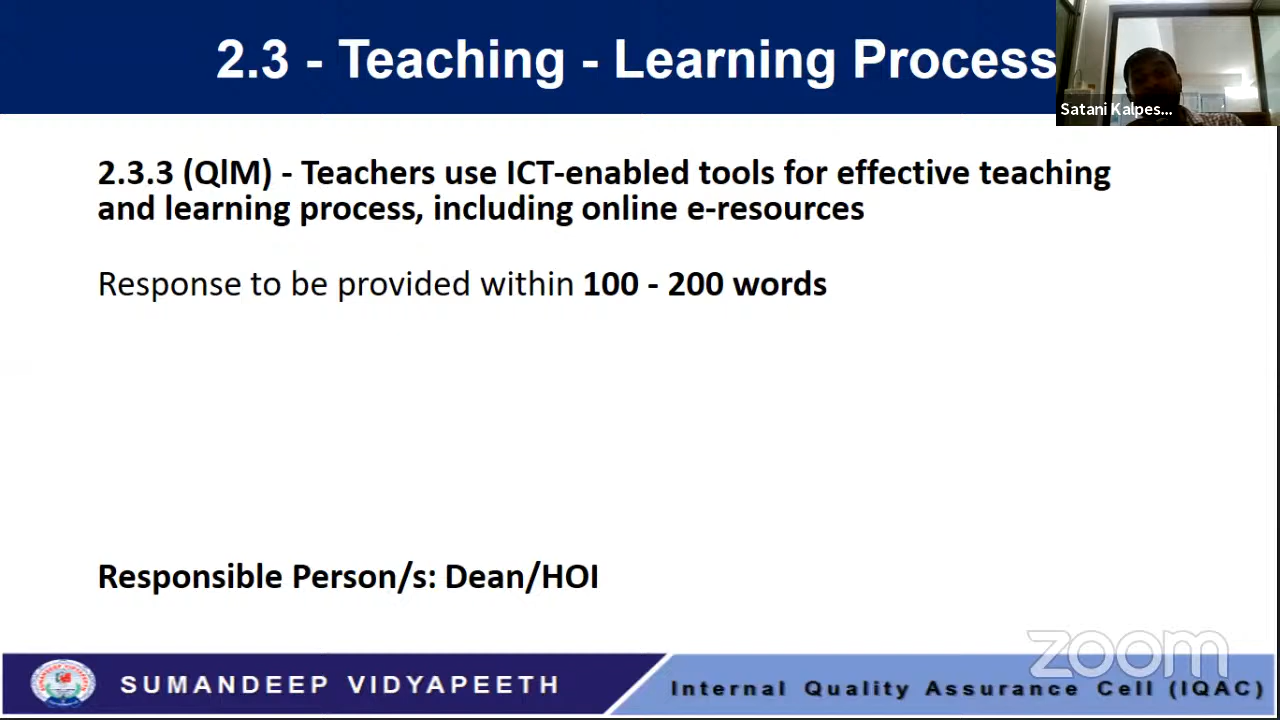 2.3 - Teaching - Learning Process
Satani Kalpes...
2.3.3 (QlM) - Teachers use ICT-enabled tools for effective teaching
and learning process, including online e-resources
Response to be provided within 100 - 200 words
Responsible Person/s: Dean/HOI
zoom
SUMANDEEP VIDYAPEETH
Internal Quality Assurance Cell (IQAC)